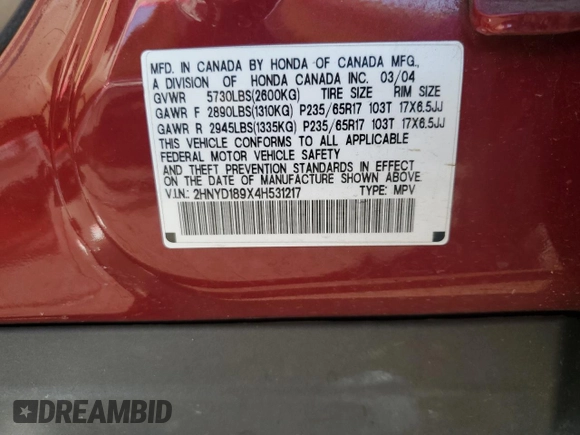 MFD. IN CANADA BY HONDA OF CANADA MFG.,
A DIVISION OF HONDA CANADA INC. 03/04
GVWR 5730LBS(2600KG) TIRE SIZE RIM SIZE
GAWR F 2890LBS(1310KG) P235/65R17 103T 17X6.5JJ
GAWR R 2945LBS(1335KG) P235/65R17 103T 17X6.5JJ
THIS VEHICLE CONFORMS TO ALL APPLICABLE
FEDERAL MOTOR VEHICLE SAFETY
AND THEFT PREVENTION STANDARDS IN EFFECT
ON THE DATE OF MANUFACTURE SHOWN ABOVE.
V.I.N.: 2HNYD189X4H531217 TYPE: MPV
DREAMBID